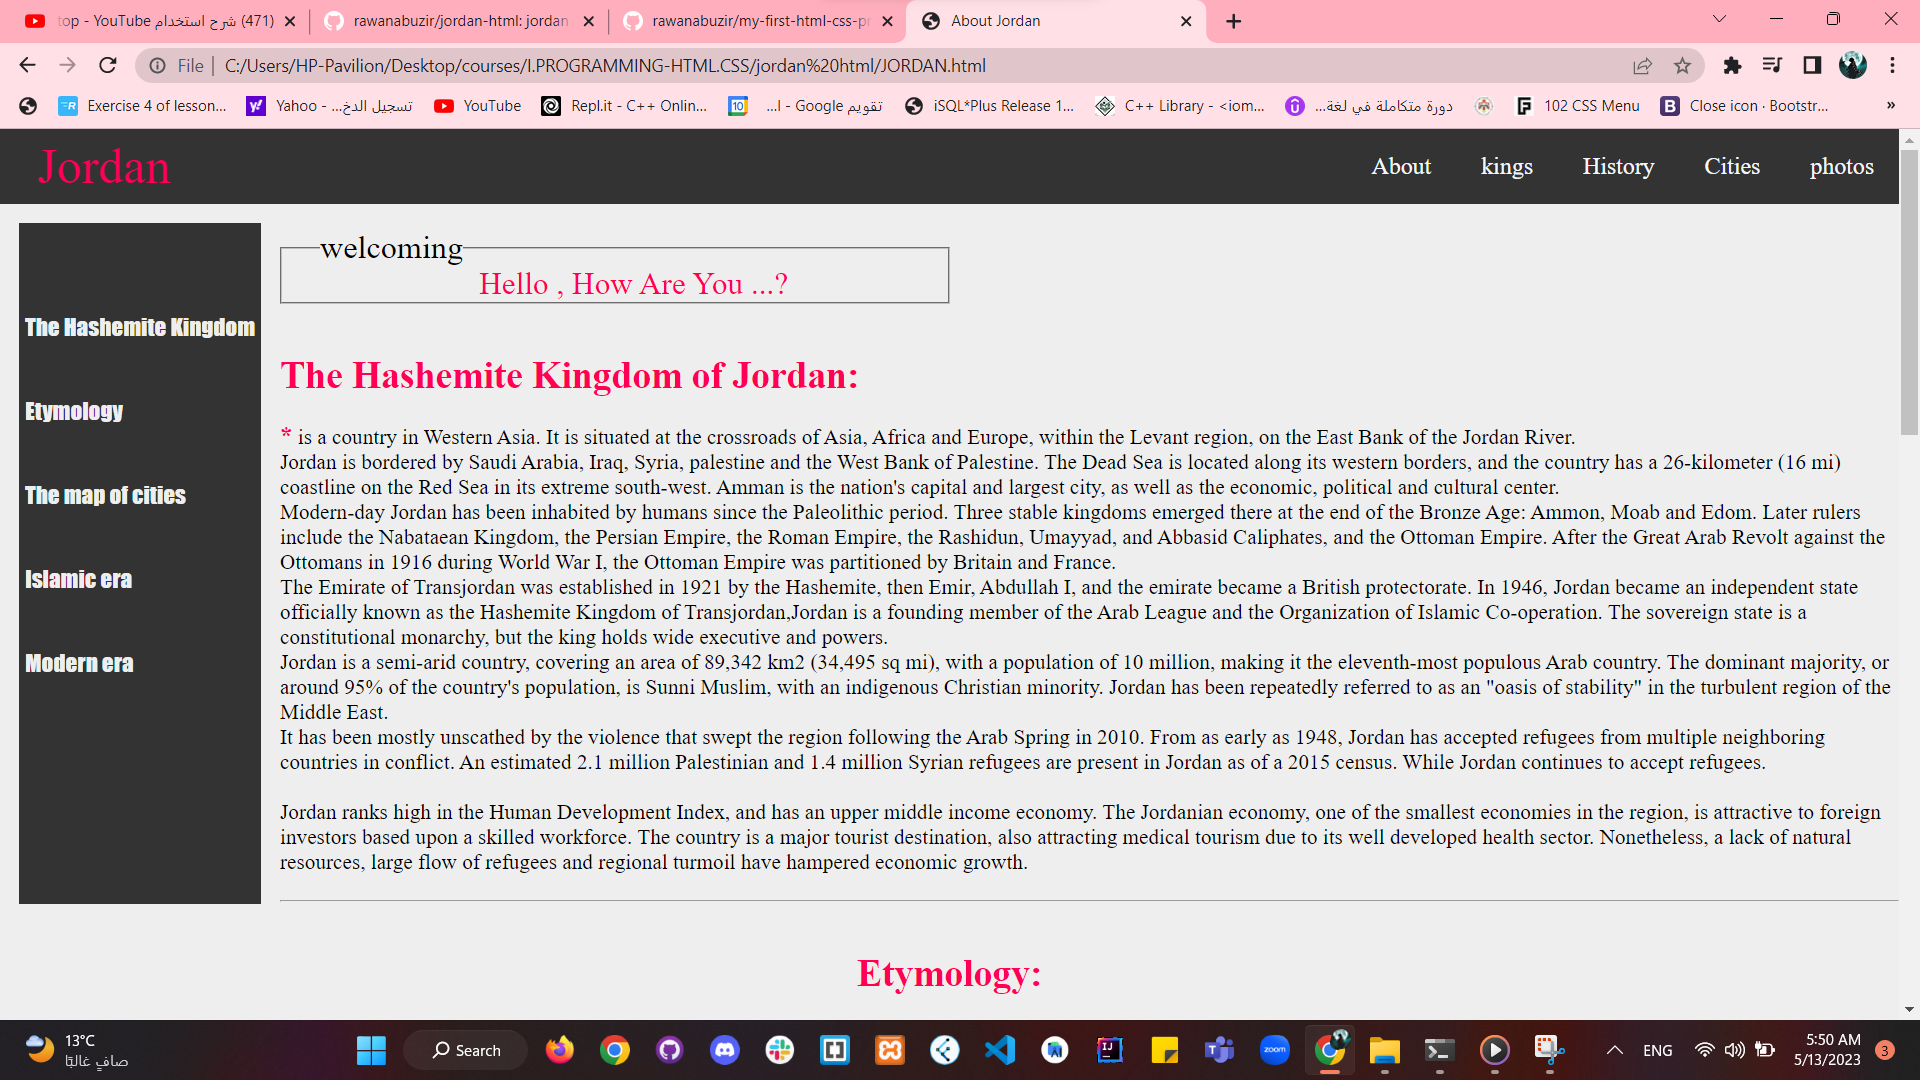 (471) شرح استخدام top - YouTube
rawanabuzir/jordan-html: jordan
rawanabuzir/my-first-html-css-pr
About Jordan
File | C:/Users/HP-Pavilion/Desktop/courses/I.PROGRAMMING-HTML.CSS/jordan%20html/JORDAN.html
Exercise 4 of lesson...
Yahoo - تسجيل الدخ...
YouTube
Repl.it - C++ Onlin...
تقويم Google - ا...
iSQL*Plus Release 1...
C++ Library - <iom...
دورة متكاملة في لغة...
102 CSS Menu
Close icon · Bootstr...
»
Jordan
About
kings
History
Cities
photos
The Hashemite Kingdom
Etymology
The map of cities
Islamic era
Modern era
welcoming
Hello , How Are You ...?
The Hashemite Kingdom of Jordan:
* is a country in Western Asia. It is situated at the crossroads of Asia, Africa and Europe, within the Levant region, on the East Bank of the Jordan River.
Jordan is bordered by Saudi Arabia, Iraq, Syria, palestine and the West Bank of Palestine. The Dead Sea is located along its western borders, and the country has a 26-kilometer (16 mi)
coastline on the Red Sea in its extreme south-west. Amman is the nation's capital and largest city, as well as the economic, political and cultural center.
Modern-day Jordan has been inhabited by humans since the Paleolithic period. Three stable kingdoms emerged there at the end of the Bronze Age: Ammon, Moab and Edom. Later rulers
include the Nabataean Kingdom, the Persian Empire, the Roman Empire, the Rashidun, Umayyad, and Abbasid Caliphates, and the Ottoman Empire. After the Great Arab Revolt against the
Ottomans in 1916 during World War I, the Ottoman Empire was partitioned by Britain and France.
The Emirate of Transjordan was established in 1921 by the Hashemite, then Emir, Abdullah I, and the emirate became a British protectorate. In 1946, Jordan became an independent state
officially known as the Hashemite Kingdom of Transjordan,Jordan is a founding member of the Arab League and the Organization of Islamic Co-operation. The sovereign state is a
constitutional monarchy, but the king holds wide executive and powers.
Jordan is a semi-arid country, covering an area of 89,342 km2 (34,495 sq mi), with a population of 10 million, making it the eleventh-most populous Arab country. The dominant majority, or
around 95% of the country's population, is Sunni Muslim, with an indigenous Christian minority. Jordan has been repeatedly referred to as an "oasis of stability" in the turbulent region of the
Middle East.
It has been mostly unscathed by the violence that swept the region following the Arab Spring in 2010. From as early as 1948, Jordan has accepted refugees from multiple neighboring
countries in conflict. An estimated 2.1 million Palestinian and 1.4 million Syrian refugees are present in Jordan as of a 2015 census. While Jordan continues to accept refugees.
Jordan ranks high in the Human Development Index, and has an upper middle income economy. The Jordanian economy, one of the smallest economies in the region, is attractive to foreign
investors based upon a skilled workforce. The country is a major tourist destination, also attracting medical tourism due to its well developed health sector. Nonetheless, a lack of natural
resources, large flow of refugees and regional turmoil have hampered economic growth.
Etymology:
13°C
صافٍ غالبًا
Search
zoom
ENG
5:50 AM
5/13/2023
3